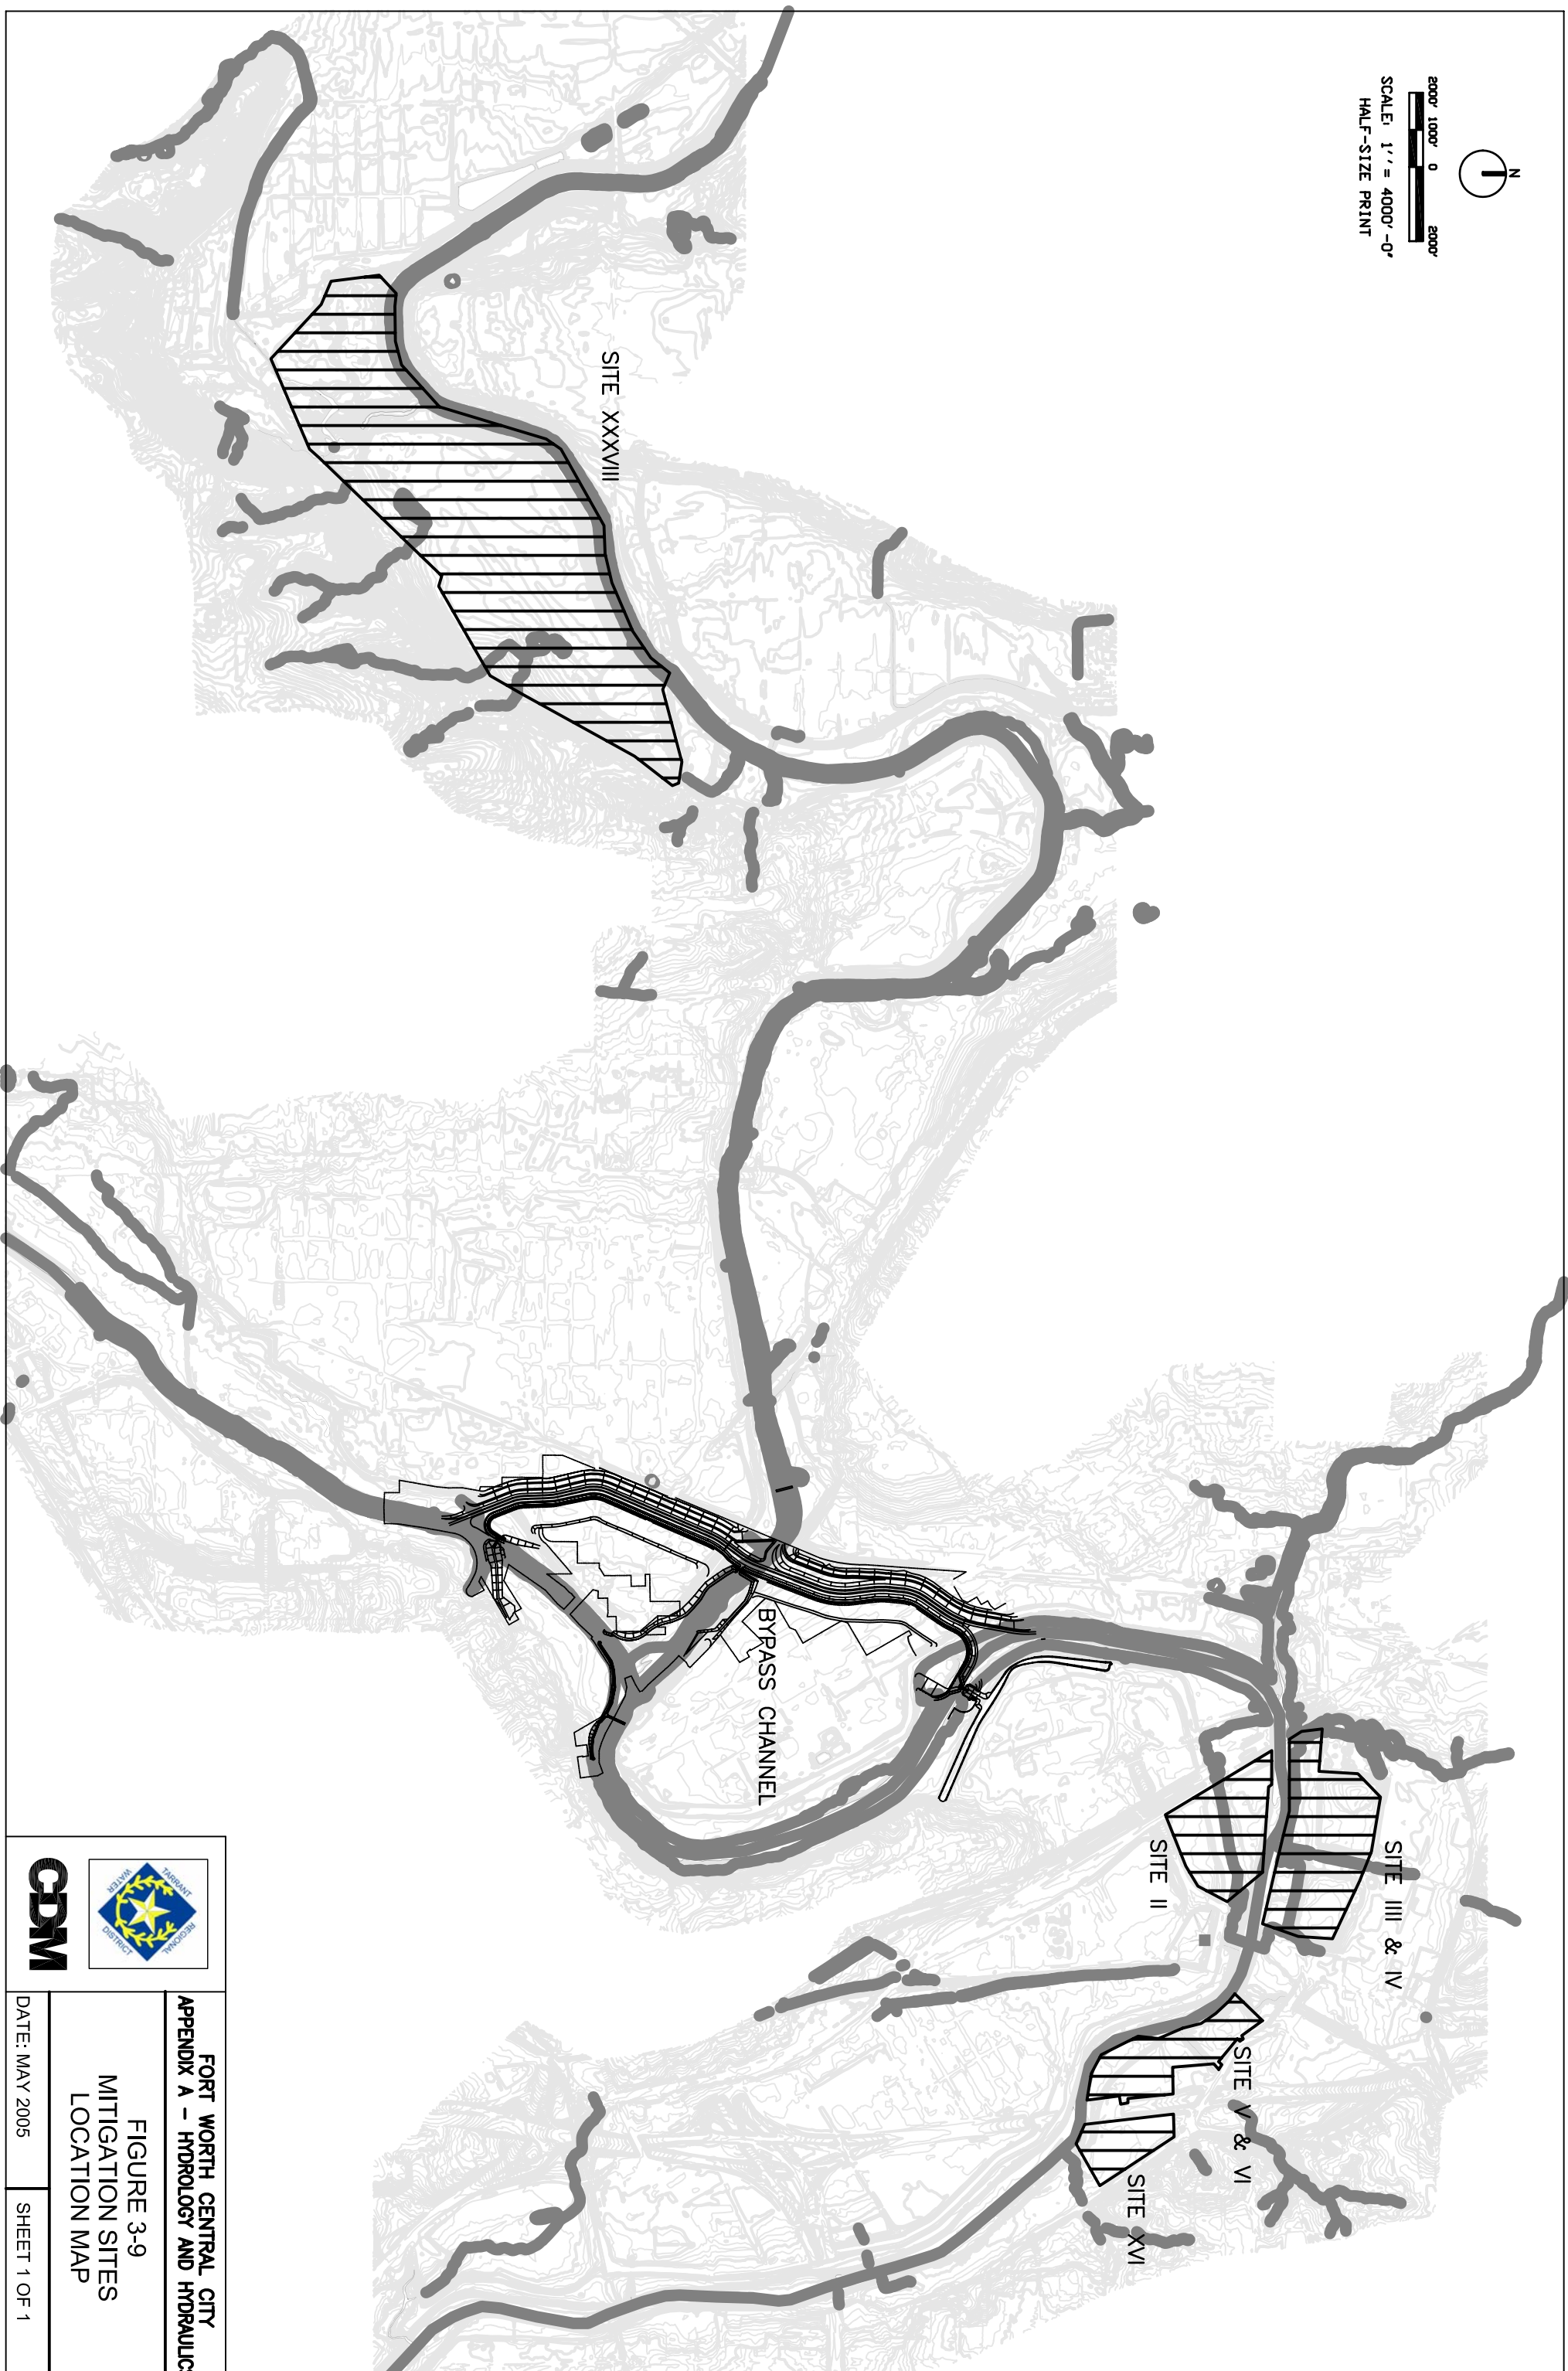 N
2000' 1000' 0 2000'
SCALE: 1'' = 4000'-0"
HALF-SIZE PRINT
SITE XXXVIII
BYPASS CHANNEL
SITE II
SITE IIII & IV
SITE V & VI
SITE XVI
TARRANT
REGIONAL
WATER
DISTRICT
CDM
FORT WORTH CENTRAL CITY
APPENDIX A - HYDROLOGY AND HYDRAULICS
FIGURE 3-9
MITIGATION SITES
LOCATION MAP
DATE: MAY 2005
SHEET 1 OF 1